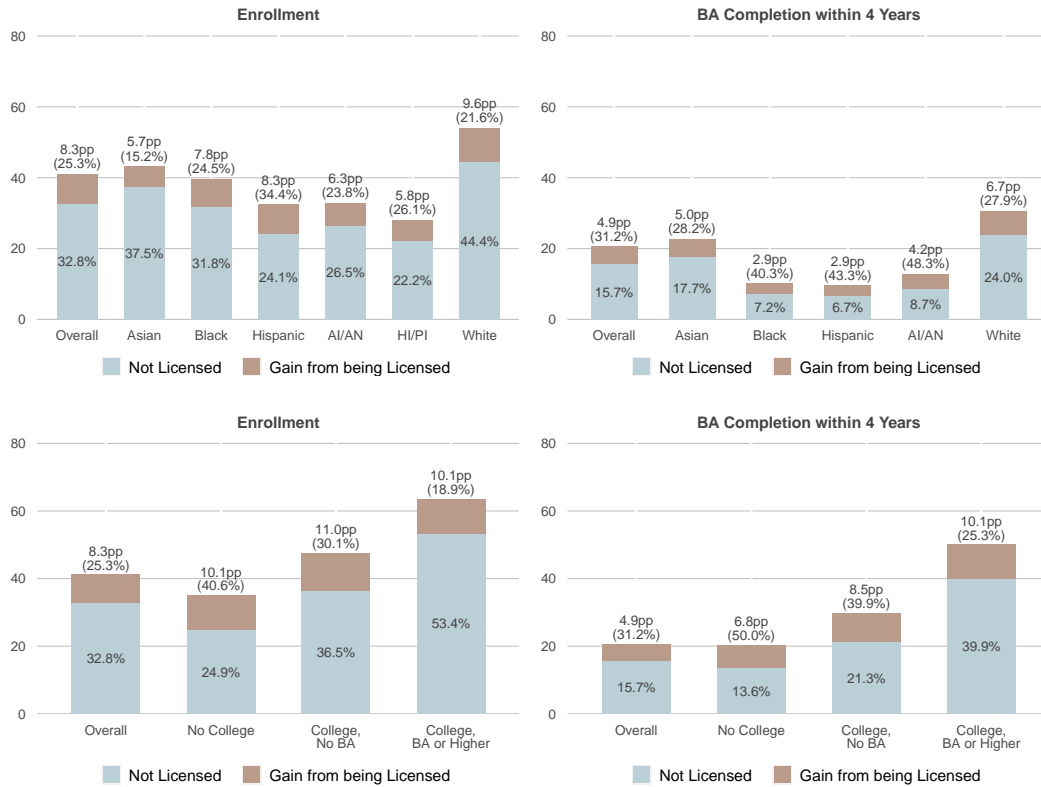 Enrollment
80
60
40
20
0
8.3pp
(25.3%)
5.7pp
(15.2%)
7.8pp
(24.5%)
8.3pp
(34.4%)
6.3pp
(23.8%)
5.8pp
(26.1%)
9.6pp
(21.6%)
32.8%
37.5%
31.8%
24.1%
26.5%
22.2%
44.4%
Overall
Asian
Black
Hispanic
AI/AN
HI/PI
White
Not Licensed
Gain from being Licensed
BA Completion within 4 Years
80
60
40
20
0
4.9pp
(31.2%)
5.0pp
(28.2%)
2.9pp
(40.3%)
2.9pp
(43.3%)
4.2pp
(48.3%)
6.7pp
(27.9%)
15.7%
17.7%
7.2%
6.7%
8.7%
24.0%
Overall
Asian
Black
Hispanic
AI/AN
White
Not Licensed
Gain from being Licensed
Enrollment
80
60
40
20
0
8.3pp
(25.3%)
10.1pp
(40.6%)
11.0pp
(30.1%)
10.1pp
(18.9%)
32.8%
24.9%
36.5%
53.4%
Overall
No College
College,
No BA
College,
BA or Higher
Not Licensed
Gain from being Licensed
BA Completion within 4 Years
80
60
40
20
0
4.9pp
(31.2%)
6.8pp
(50.0%)
8.5pp
(39.9%)
10.1pp
(25.3%)
15.7%
13.6%
21.3%
39.9%
Overall
No College
College,
No BA
College,
BA or Higher
Not Licensed
Gain from being Licensed